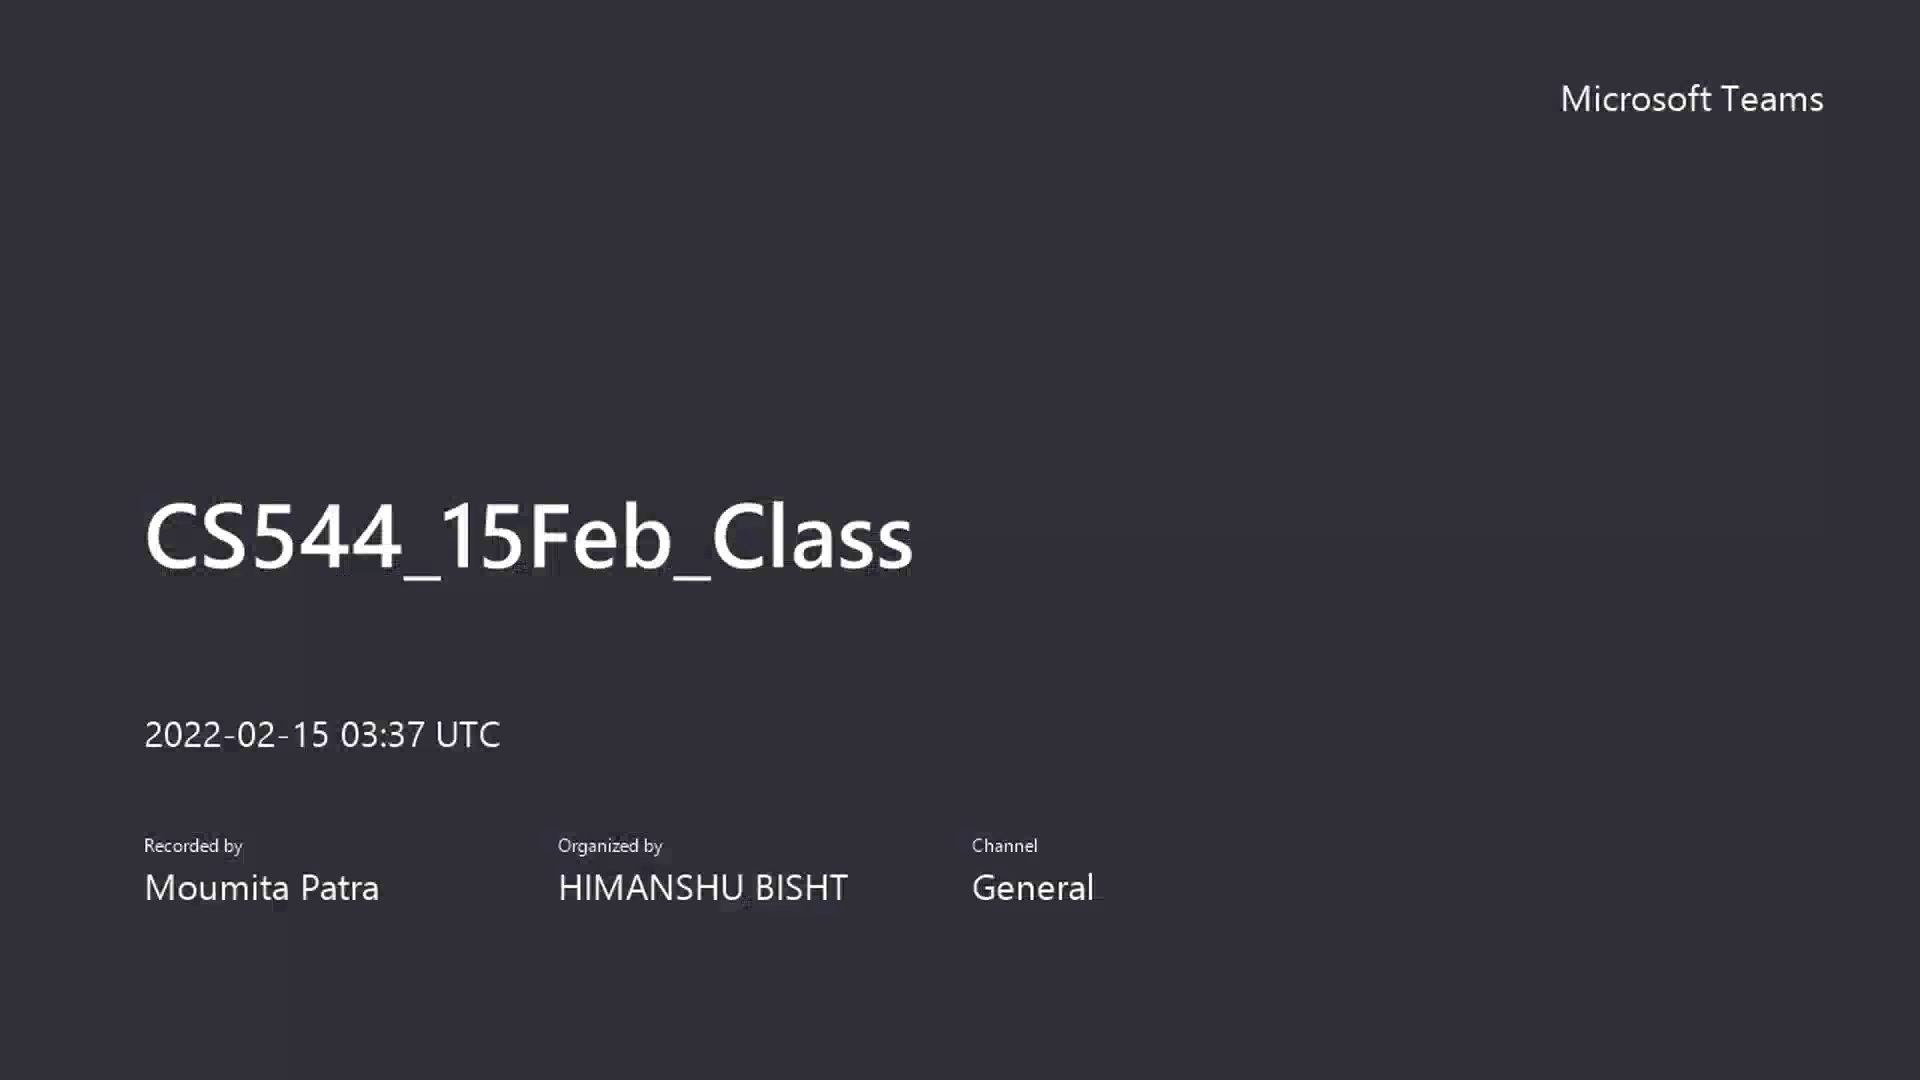 Microsoft Teams
CS544_15Feb_Class
2022-02-15 03:37 UTC
Recorded by
Moumita Patra
Organized by
HIMANSHU BISHT
Channel
General